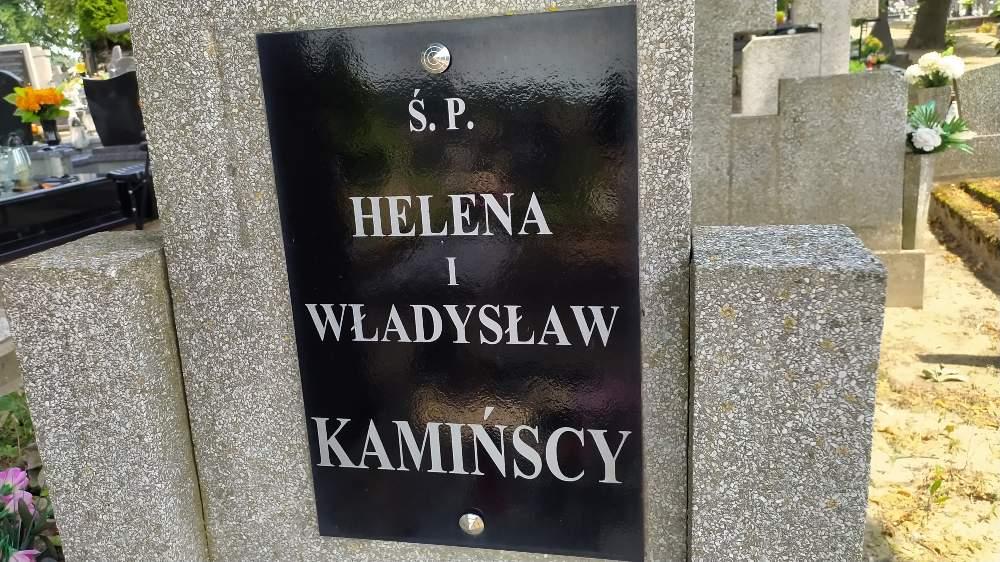 Ś. P.
HELENA
I
WŁADYSŁAW
KAMIŃSCY